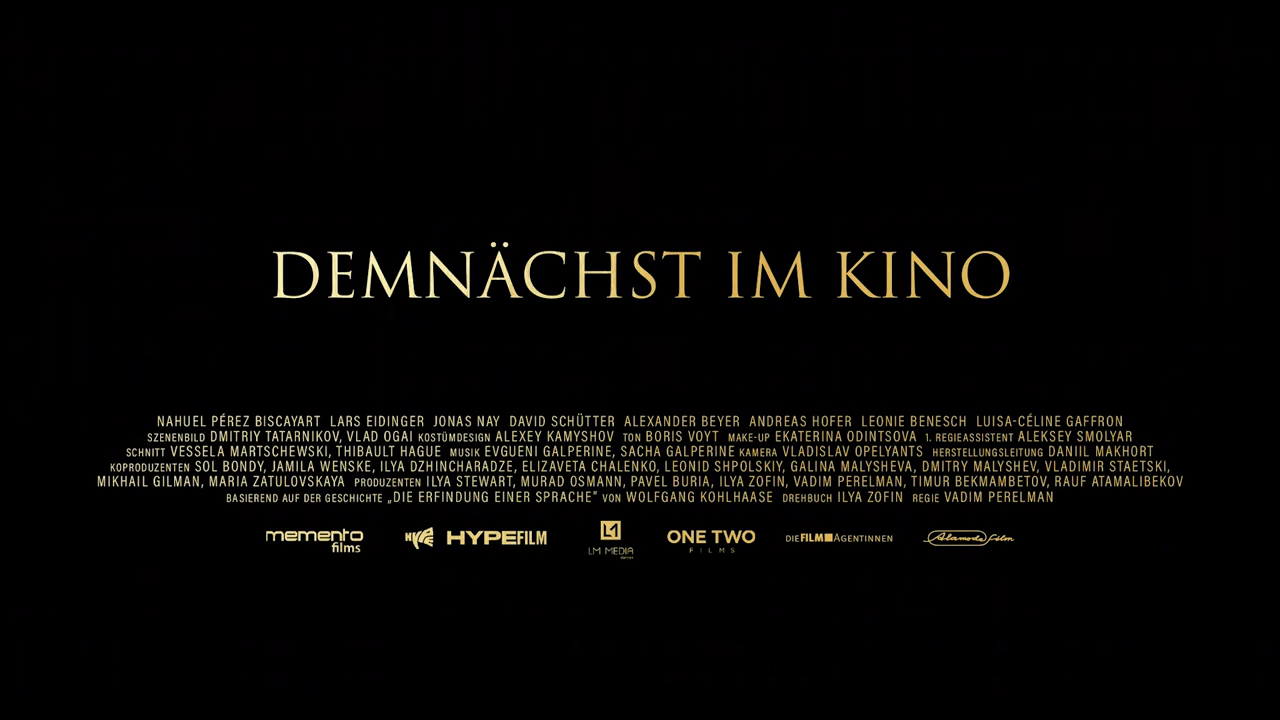 DEMNÄCHST IM KINO
NAHUEL PÉREZ BISCAYART LARS EIDINGER JONAS NAY DAVID SCHÜTTER ALEXANDER BEYER ANDREAS HOFER LEONIE BENESCH LUISA-CÉLINE GAFFRON
SZENENBILD DMITRIY TATARNIKOV, VLAD OGAI KOSTÜMDESIGN ALEXEY KAMYSHOV TON BORIS VOYT MAKE-UP EKATERINA ODINTSOVA 1. REGIEASSISTENT ALEKSEY SMOLYAR
SCHNITT VESSELA MARTSCHEWSKI, THIBAULT HAGUE MUSIK EVGUENI GALPERINE, SACHA GALPERINE KAMERA VLADISLAV OPELYANTS HERSTELLUNGSLEITUNG DANIIL MAKHORT
KOPRODUZENTEN SOL BONDY, JAMILA WENSKE, ILYA DZHINCHARADZE, ELIZAVETA CHALENKO, LEONID SHPOLSKIY, GALINA MALYSHEVA, DMITRY MALYSHEV, VLADIMIR STAETSKI,
MIKHAIL GILMAN, MARIA ZATULOVSKAYA PRODUZENTEN ILYA STEWART, MURAD OSMANN, PAVEL BURIA, ILYA ZOFIN, VADIM PERELMAN, TIMUR BEKMAMBETOV, RAUF ATAMALIBEKOV
BASIEREND AUF DER GESCHICHTE „DIE ERFINDUNG EINER SPRACHE” VON WOLFGANG KOHLHAASE DREHBUCH ILYA ZOFIN REGIE VADIM PERELMAN
memento films
HYPE HYPEFILM
LM MEDIA
ONE TWO FILMS
DIE FILM AGENTINNEN
Alamode Film